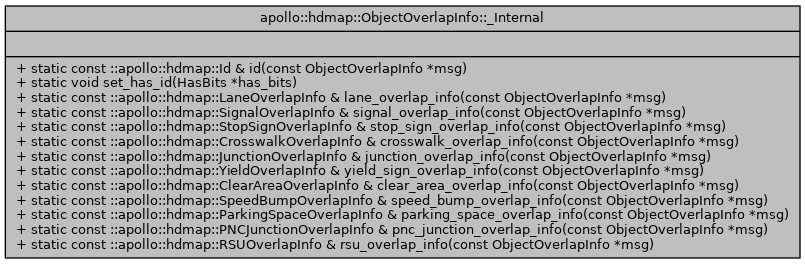 apollo::hdmap::ObjectOverlapInfo::_Internal
+ static const ::apollo::hdmap::Id & id(const ObjectOverlapInfo *msg)
+ static void set_has_id(HasBits *has_bits)
+ static const ::apollo::hdmap::LaneOverlapInfo & lane_overlap_info(const ObjectOverlapInfo *msg)
+ static const ::apollo::hdmap::SignalOverlapInfo & signal_overlap_info(const ObjectOverlapInfo *msg)
+ static const ::apollo::hdmap::StopSignOverlapInfo & stop_sign_overlap_info(const ObjectOverlapInfo *msg)
+ static const ::apollo::hdmap::CrosswalkOverlapInfo & crosswalk_overlap_info(const ObjectOverlapInfo *msg)
+ static const ::apollo::hdmap::JunctionOverlapInfo & junction_overlap_info(const ObjectOverlapInfo *msg)
+ static const ::apollo::hdmap::YieldOverlapInfo & yield_sign_overlap_info(const ObjectOverlapInfo *msg)
+ static const ::apollo::hdmap::ClearAreaOverlapInfo & clear_area_overlap_info(const ObjectOverlapInfo *msg)
+ static const ::apollo::hdmap::SpeedBumpOverlapInfo & speed_bump_overlap_info(const ObjectOverlapInfo *msg)
+ static const ::apollo::hdmap::ParkingSpaceOverlapInfo & parking_space_overlap_info(const ObjectOverlapInfo *msg)
+ static const ::apollo::hdmap::PNCJunctionOverlapInfo & pnc_junction_overlap_info(const ObjectOverlapInfo *msg)
+ static const ::apollo::hdmap::RSUOverlapInfo & rsu_overlap_info(const ObjectOverlapInfo *msg)